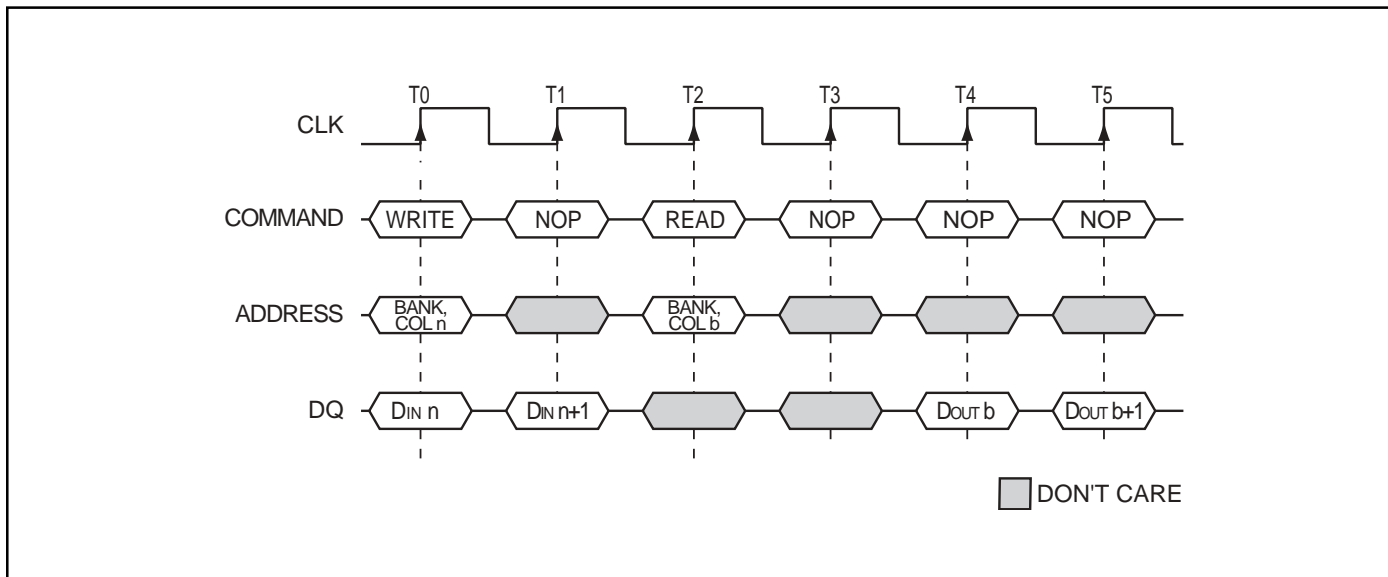 T0 T1 T2 T3 T4 T5
CLK
COMMAND WRITE NOP READ NOP NOP NOP
ADDRESS BANK, COL n BANK, COL b
DQ DIN n DIN n+1 DOUT b DOUT b+1
DON'T CARE